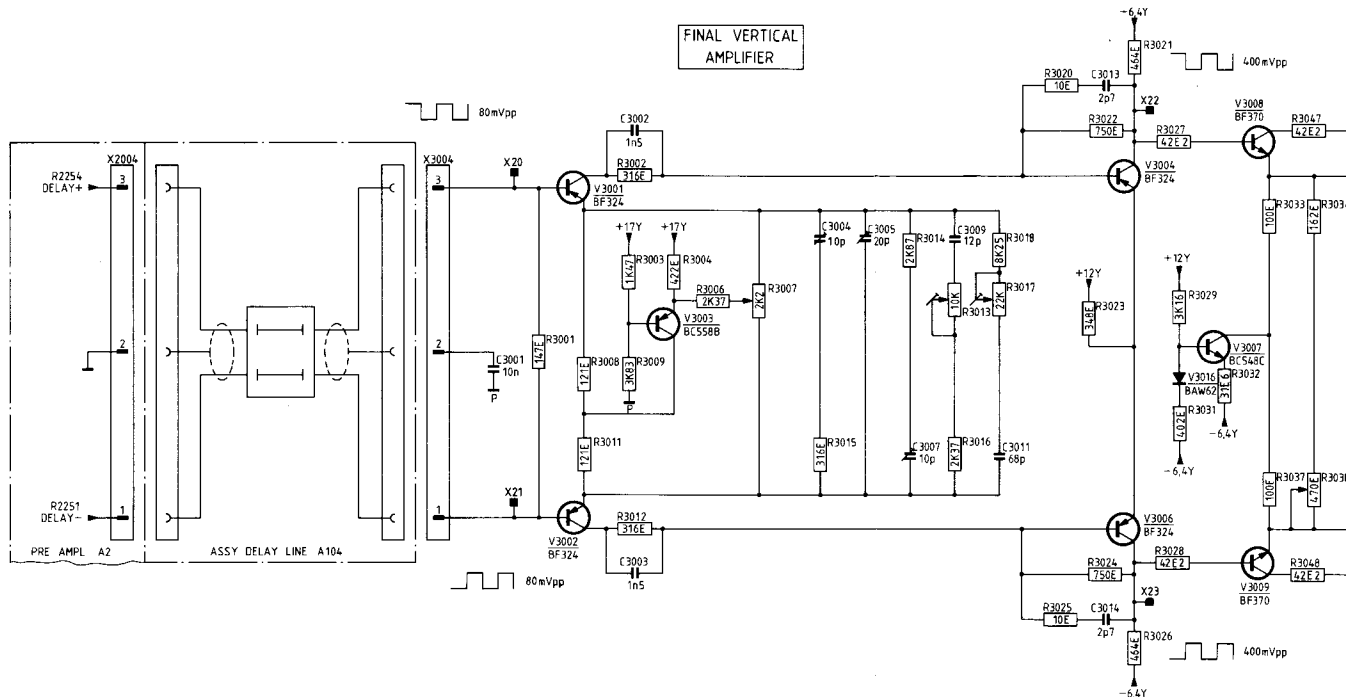 FINAL VERTICAL
AMPLIFIER
-6,4Y
R3021
464E
400mVpp
R3020
10E
C3013
2p7
X22
80mVpp
C3002
1n5
R3022
750E
R3027
42E2
V3008
BF370
R3047
42E2
X2004
X3004
X20
R3002
316E
V3004
BF324
R2254
DELAY+
3
3
V3001
BF324
+17Y
+17Y
R3003
1K47
R3004
422E
R3006
2K37
R3007
2K2
C3004
10p
C3005
20p
R3014
2K87
C3009
12p
R3018
8K25
R3033
100E
R3034
162E
+12Y
R3023
348E
+12Y
R3029
3K16
R3013
10K
R3017
22K
V3003
BC558B
V3007
BC548C
R3001
147E
2
2
C3001
10n
P
R3008
121E
R3009
3K83
P
V3016
BAW62
R3032
31E6
R3031
402E
-6,4Y
-6,4Y
R3011
121E
R3015
316E
C3007
10p
R3016
2K37
C3011
68p
R3037
100E
470E
X21
R2251
DELAY-
1
1
R3012
316E
V3002
BF324
C3003
1n5
V3006
BF324
R3028
42E2
R3024
750E
V3009
BF370
R3048
42E2
PRE AMPL A2
ASSY DELAY LINE A104
80mVpp
X23
R3025
10E
C3014
2p7
R3026
464E
400mVpp
-6,4Y